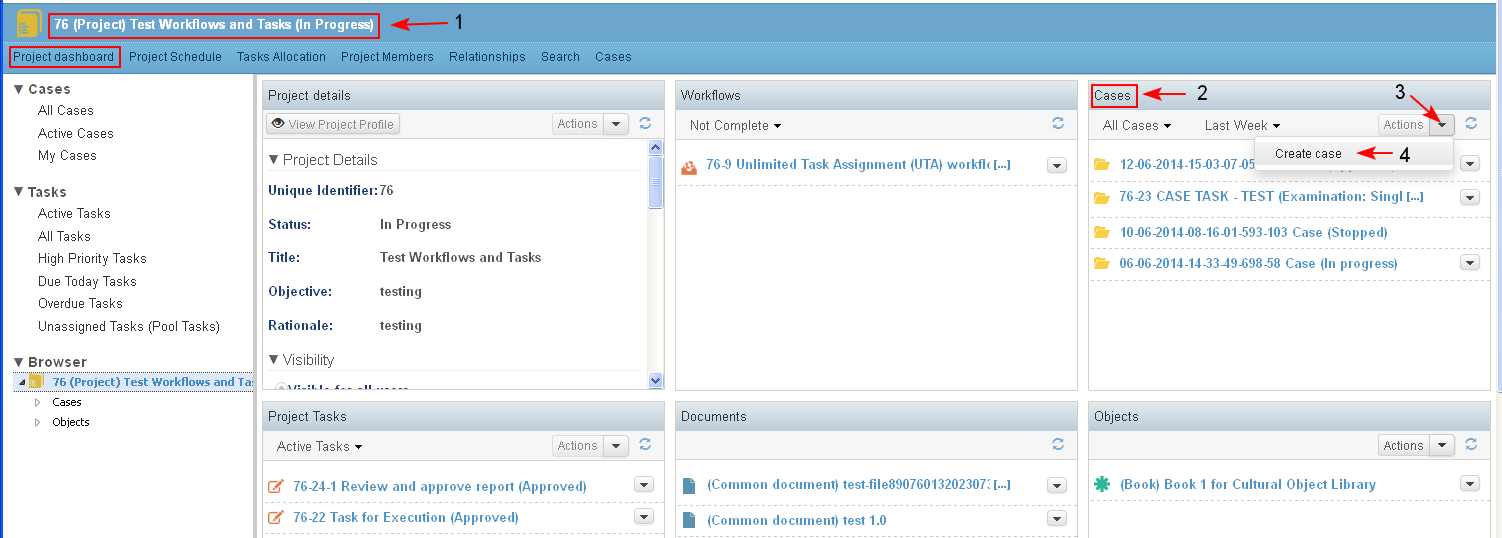 76 (Project) Test Workflows and Tasks (In Progress)
1
Project dashboard Project Schedule Tasks Allocation Project Members Relationships Search Cases
Cases
All Cases
Active Cases
My Cases
Tasks
Active Tasks
All Tasks
High Priority Tasks
Due Today Tasks
Overdue Tasks
Unassigned Tasks (Pool Tasks)
Browser
76 (Project) Test Workflows and Ta
Cases
Objects
Project details
View Project Profile Actions
Project Details
Unique Identifier: 76
Status: In Progress
Title: Test Workflows and Tasks
Objective: testing
Rationale: testing
Visibility
Visible for all users
Workflows
Not Complete
76-9 Unlimited Task Assignment (UTA) workfl [...]
Cases
2
3
All Cases Last Week Actions
Create case
4
12-06-2014-15-03-07-05
76-23 CASE TASK - TEST (Examination: Singl [...]
10-06-2014-08-16-01-593-103 Case (Stopped)
06-06-2014-14-33-49-698-58 Case (In progress)
Project Tasks
Active Tasks Actions
76-24-1 Review and approve report (Approved)
76-22 Task for Execution (Approved)
Documents
(Common document) test-file89076013202307 [...]
(Common document) test 1.0
Objects
Actions
(Book) Book 1 for Cultural Object Library